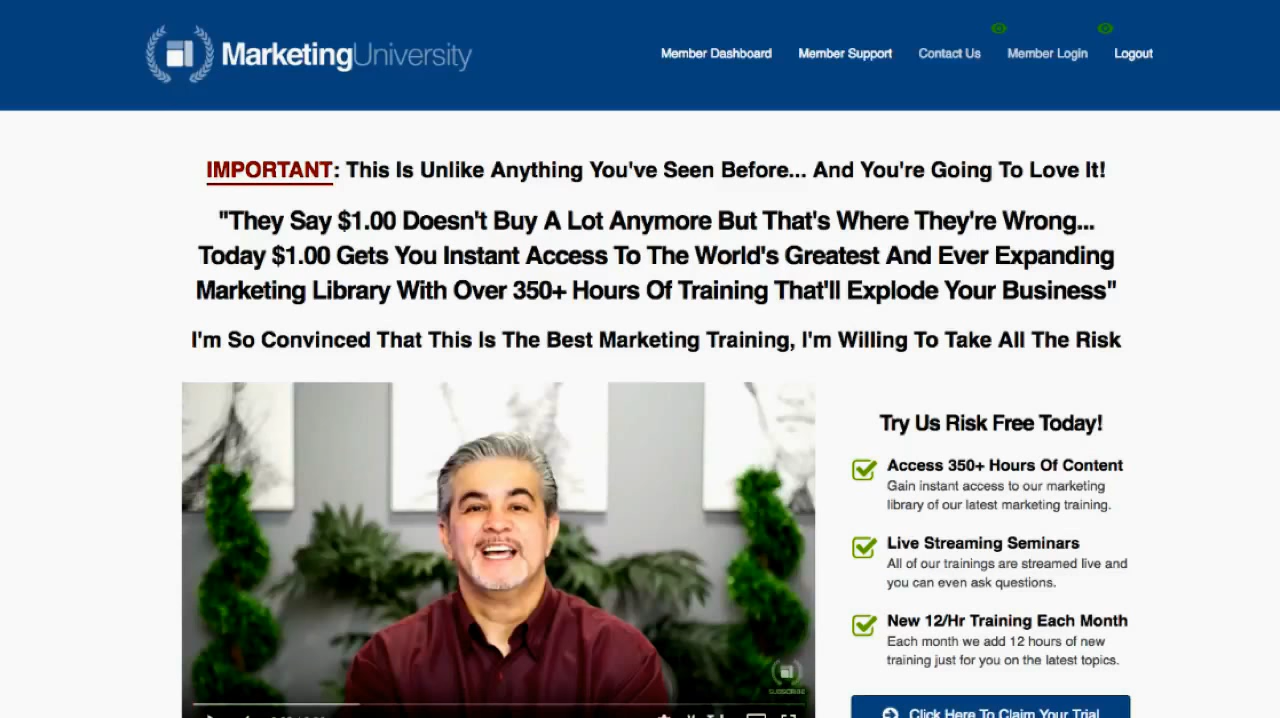 MarketingUniversity
Member Dashboard Member Support Contact Us Member Login Logout
IMPORTANT: This Is Unlike Anything You've Seen Before... And You're Going To Love It!
"They Say $1.00 Doesn't Buy A Lot Anymore But That's Where They're Wrong...
Today $1.00 Gets You Instant Access To The World's Greatest And Ever Expanding
Marketing Library With Over 350+ Hours Of Training That'll Explode Your Business"
I'm So Convinced That This Is The Best Marketing Training, I'm Willing To Take All The Risk
SUBSCRIBE
Try Us Risk Free Today!
Access 350+ Hours Of Content
Gain instant access to our marketing
library of our latest marketing training.
Live Streaming Seminars
All of our trainings are streamed live and
you can even ask questions.
New 12/Hr Training Each Month
Each month we add 12 hours of new
training just for you on the latest topics.
Click Here To Claim Your Trial